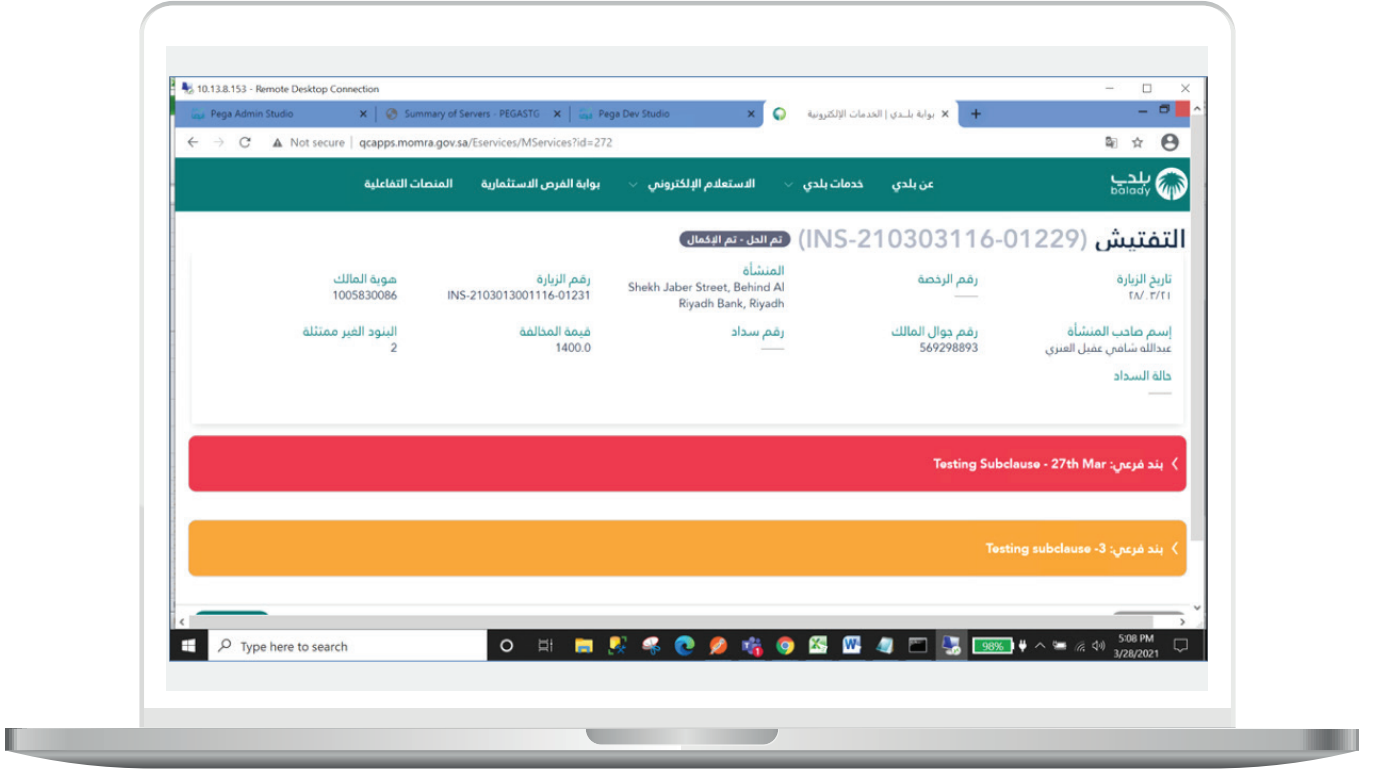 10.13.8.153 - Remote Desktop Connection
Pega Admin Studio
Summary of Servers - PEGASTG
Pega Dev Studio
بوابة بلــدي | الخدمات الإلكترونية
Not secure | qcapps.momra.gov.sa/Eservices/MServices?id=272
بلدي
balady
عن بلدي
خدمات بلدي
الاستعلام الإلكتروني
بوابة الفرص الاستثمارية
المنصات التفاعلية
التفتيش (INS-210303116-01229) تم الحل - تم الإكمال
تاريخ الزيارة
رقم الرخصة
المنشأة
Shekh Jaber Street, Behind Al
Riyadh Bank, Riyadh
رقم الزيارة
INS-2103013001116-01231
هوية المالك
1005830086
إسم صاحب المنشأة
عبدالله شافي عقيل العنزي
رقم جوال المالك
569298893
رقم سداد
قيمة المخالفة
1400.0
البنود الغير ممتثلة
2
حالة السداد
بند فرعي: Testing Subclause - 27th Mar
بند فرعي: Testing subclause -3
Type here to search
98%
5:08 PM
3/28/2021